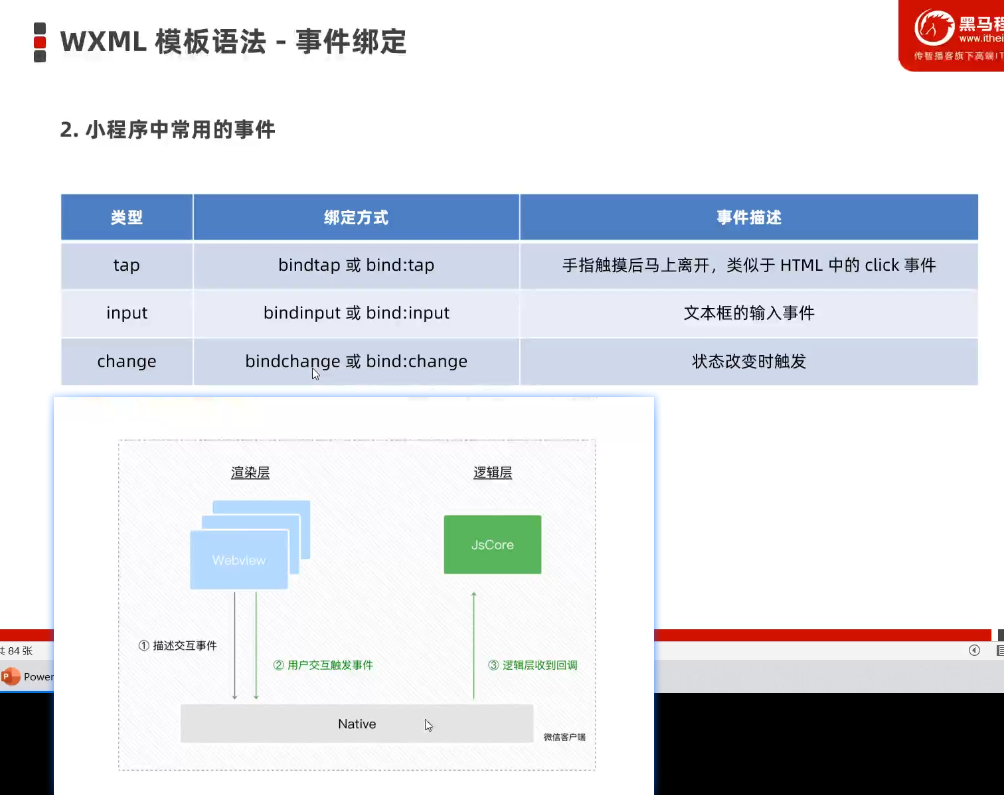 WXML 模板语法 - 事件绑定
黑马程
www.ithei
传智播客旗下高端IT
2. 小程序中常用的事件
类型 绑定方式 事件描述
tap bindtap 或 bind:tap 手指触摸后马上离开，类似于 HTML 中的 click 事件
input bindinput 或 bind:input 文本框的输入事件
change bindchange 或 bind:change 状态改变时触发
渲染层 逻辑层
Webview JsCore
① 描述交互事件
② 用户交互触发事件 ③ 逻辑层收到回调
Native
微信客户端
共 84 张
P Power